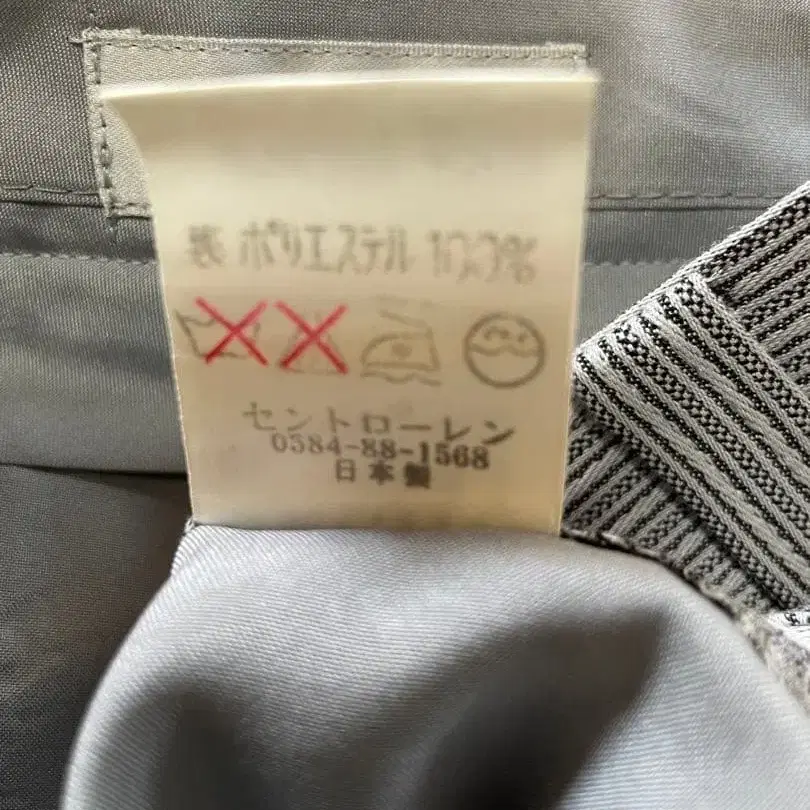 表 ポリエステル 100%
セントローレン
0584-88-1568
日本製